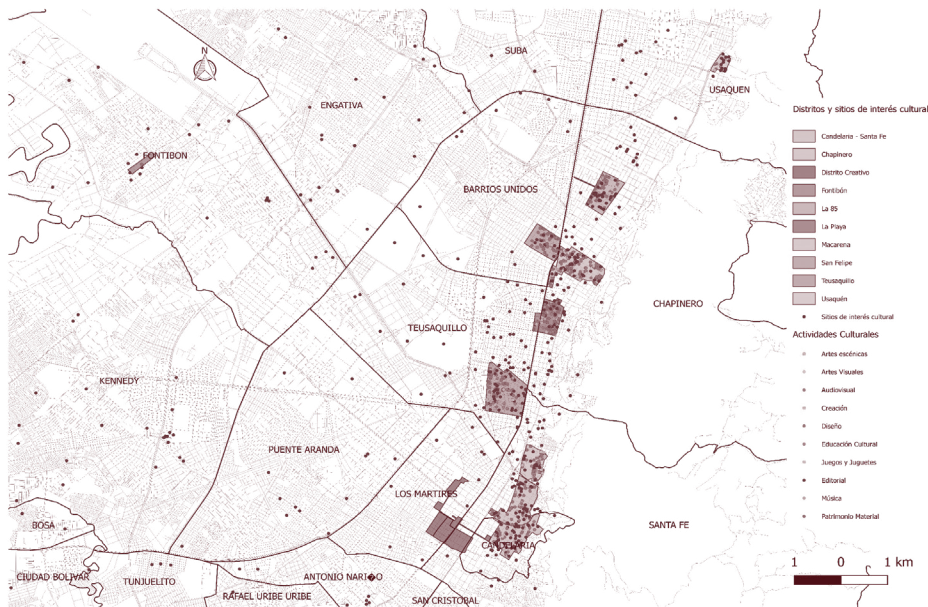 N
SUBA
USAQUEN
ENGATIVA
FONTIBON
BARRIOS UNIDOS
CHAPINERO
TEUSAQUILLO
KENNEDY
PUENTE ARANDA
LOS MARTIRES
BOSA
CANDELARIA
SANTA FE
CIUDAD BOLIVAR
TUNJUELITO
ANTONIO NARI�O
RAFAEL URIBE URIBE
SAN CRISTOBAL
Distritos y sitios de interés cultural
Candelaria - Santa Fe
Chapinero
Distrito Creativo
Fontibón
La 85
La Playa
Macarena
San Felipe
Teusaquillo
Usaquén
Sitios de interés cultural
Actividades Culturales
Artes escénicas
Artes Visuales
Audiovisual
Creación
Diseño
Educación Cultural
Juegos y Juguetes
Editorial
Música
Patrimonio Material
1 0 1 km